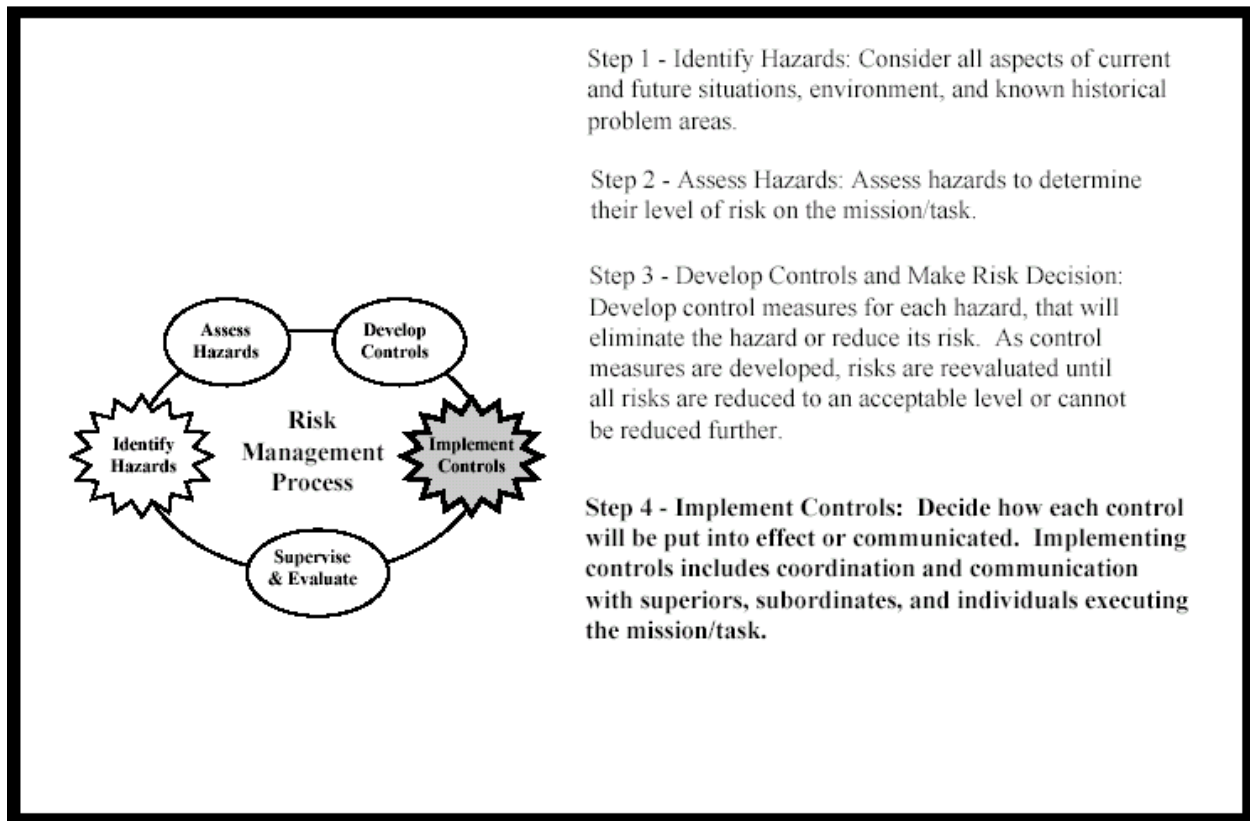 Step 1 - Identify Hazards: Consider all aspects of current
and future situations, environment, and known historical
problem areas.
Step 2 - Assess Hazards: Assess hazards to determine
their level of risk on the mission/task.
Step 3 - Develop Controls and Make Risk Decision:
Develop control measures for each hazard, that will
eliminate the hazard or reduce its risk. As control
measures are developed, risks are reevaluated until
all risks are reduced to an acceptable level or cannot
be reduced further.
Step 4 - Implement Controls: Decide how each control
will be put into effect or communicated. Implementing
controls includes coordination and communication
with superiors, subordinates, and individuals executing
the mission/task.
Assess
Hazards
Develop
Controls
Identify
Hazards
Risk
Management
Process
Implement
Controls
Supervise
& Evaluate